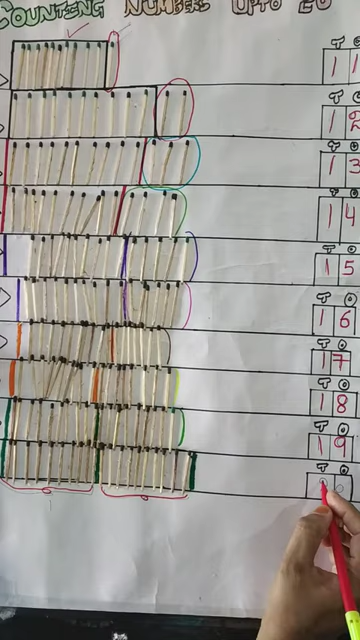 COUNTING NUMBERS UPTO 20
1 1
T O
1 2
T O
1 3
T O
1 4
T O
1 5
T O
1 6
T O
1 7
T O
1 8
T O
1 9
T O